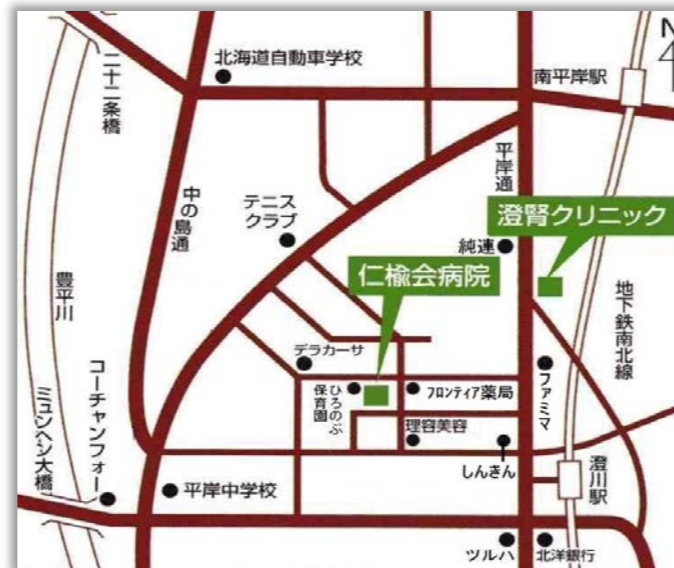 N
北海道自動車学校
南平岸駅
二十二条橋
平岸通
中の島通
テニス
クラブ
澄腎クリニック
純連
仁楡会病院
豊平川
地下鉄南北線
デラカーサ
コーチャンフォー
ミュンヘン大橋
ひろのぶ
保育園
フロンティア薬局
ファミマ
理容美容
しんきん
平岸中学校
澄川駅
ツルハ
北洋銀行